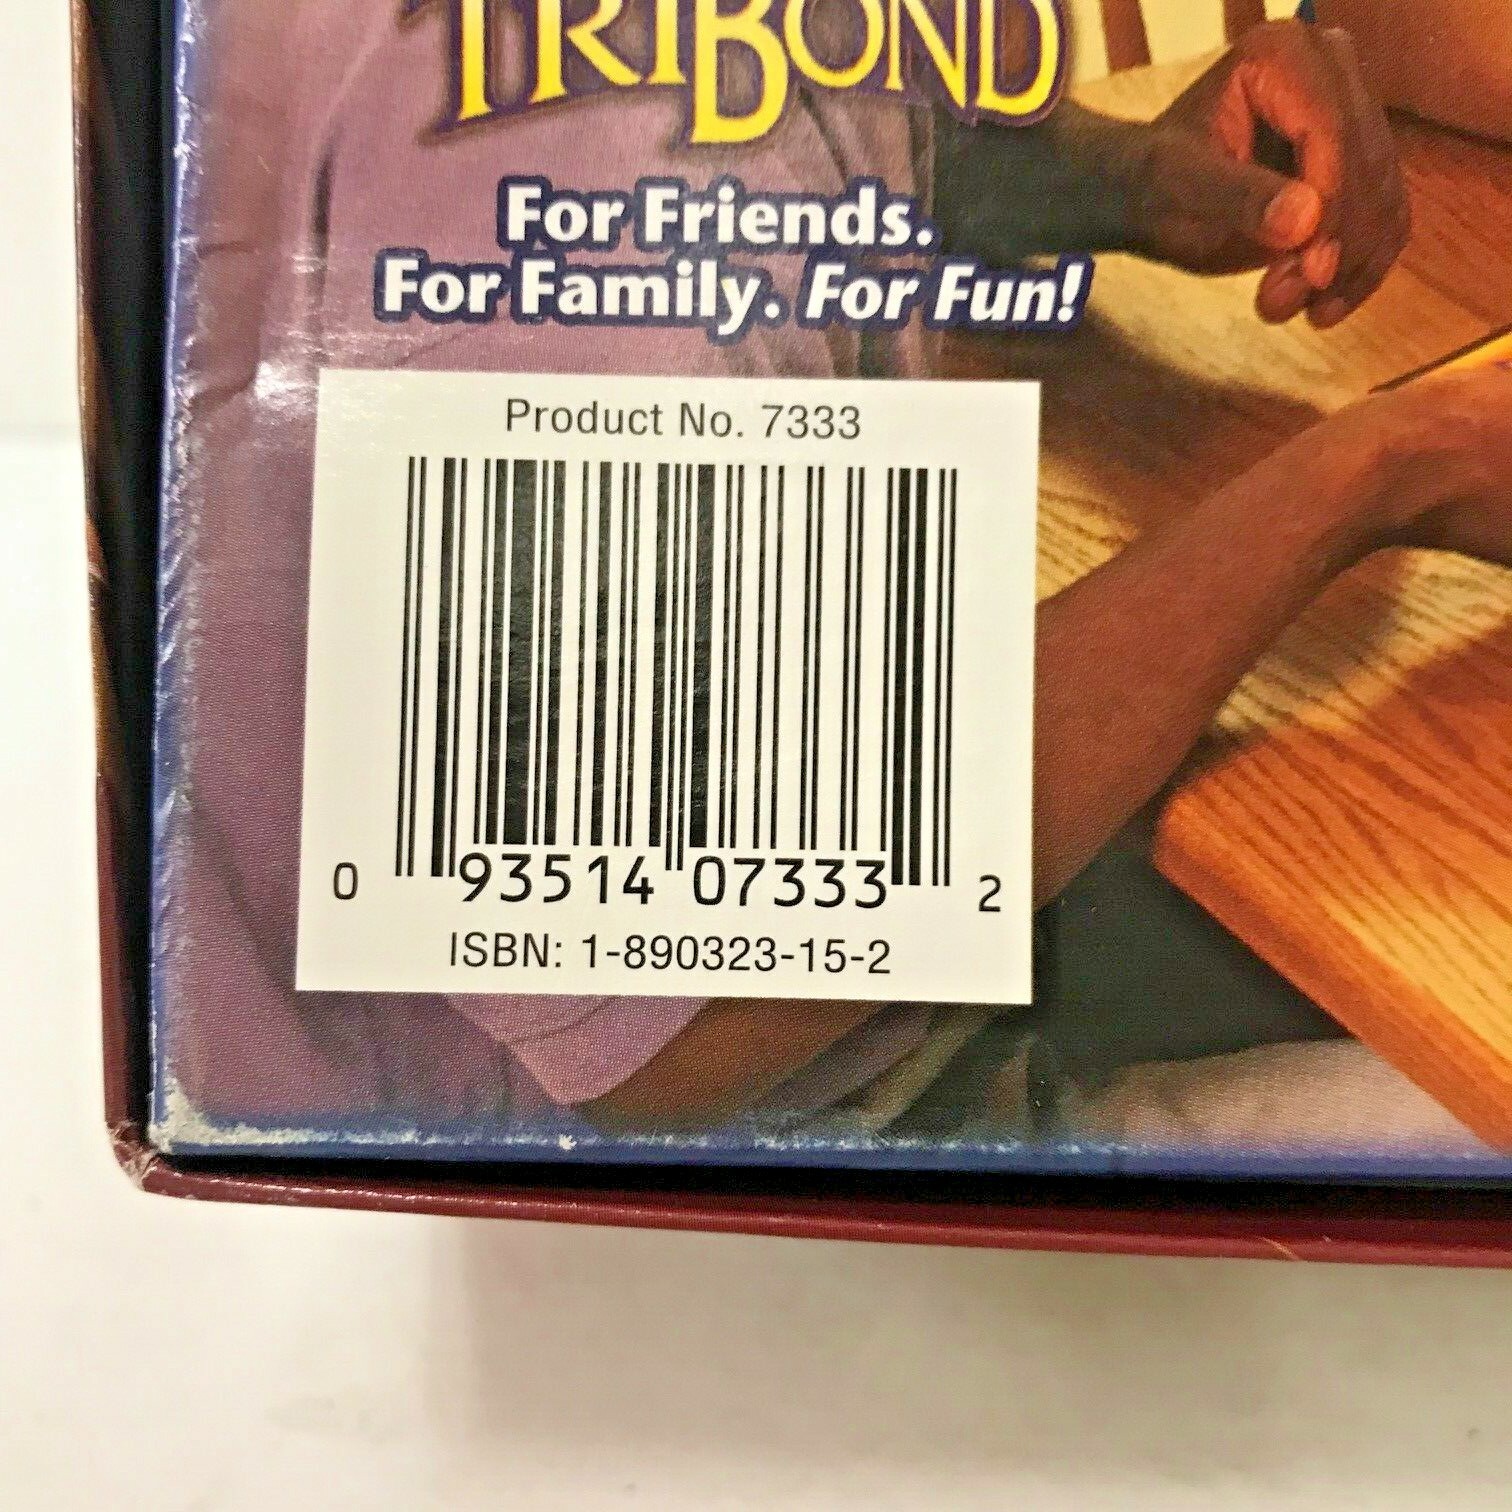 TRIBOND
For Friends.
For Family. For Fun!
Product No. 7333
0 93514 07333 2
ISBN: 1-890323-15-2